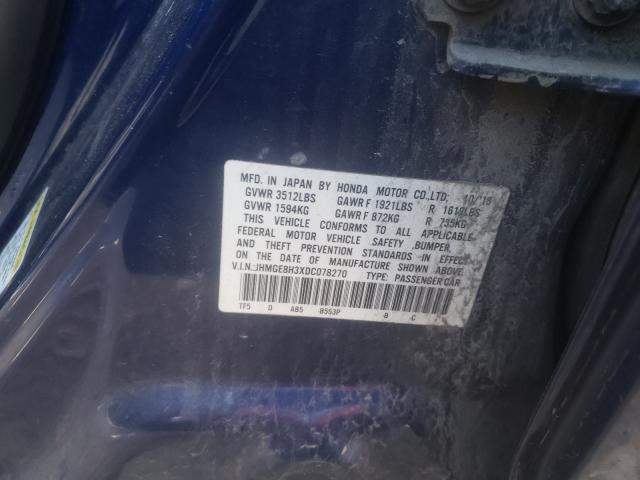 MFD. IN JAPAN BY HONDA MOTOR CO.,LTD.
GVWR 3512LBS GAWR F 1921LBS R 1619LBS
GVWR 1594KG GAWR F 872KG R 735KG
THIS VEHICLE CONFORMS TO ALL APPLICABLE
FEDERAL MOTOR VEHICLE SAFETY, BUMPER,
AND THEFT PREVENTION STANDARDS IN
EFFECT ON THE DATE OF MANUFACTURE SHOWN ABOVE.
V.I.N.:JHMGE8H3XDC078270 TYPE: PASSENGER CAR
TF5 D AB5 -B553P -B -C